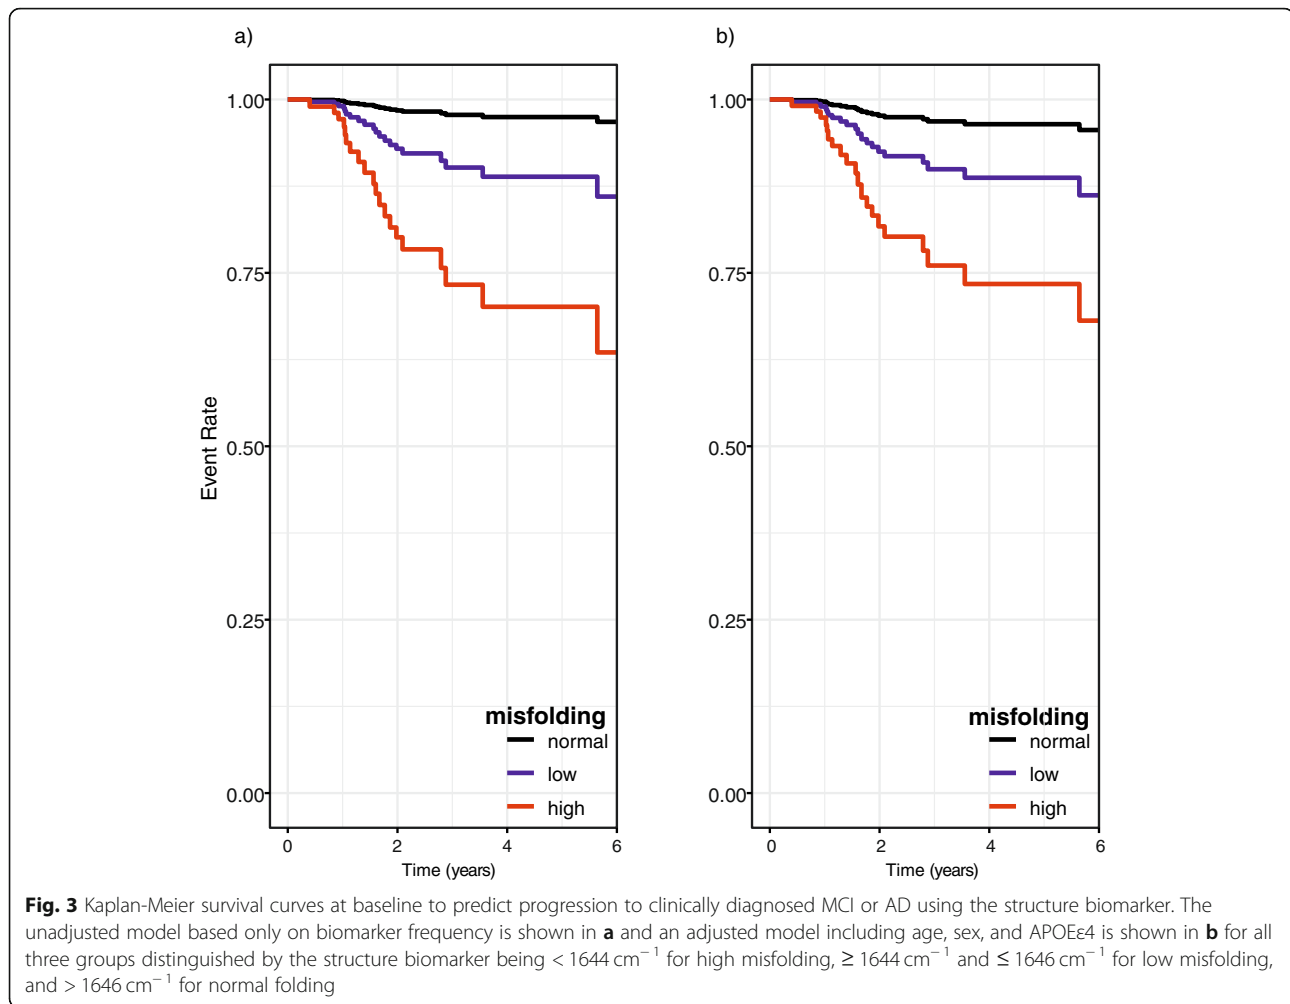 a)
b)
1.00
0.75
0.50
0.25
0.00
Event Rate
misfolding
normal
low
high
0 2 4 6
Time (years)
1.00
0.75
0.50
0.25
0.00
misfolding
normal
low
high
0 2 4 6
Time (years)
Fig. 3 Kaplan-Meier survival curves at baseline to predict progression to clinically diagnosed MCI or AD using the structure biomarker. The
unadjusted model based only on biomarker frequency is shown in a and an adjusted model including age, sex, and APOEε4 is shown in b for all
three groups distinguished by the structure biomarker being < 1644 cm⁻¹ for high misfolding, ≥ 1644 cm⁻¹ and ≤ 1646 cm⁻¹ for low misfolding,
and > 1646 cm⁻¹ for normal folding